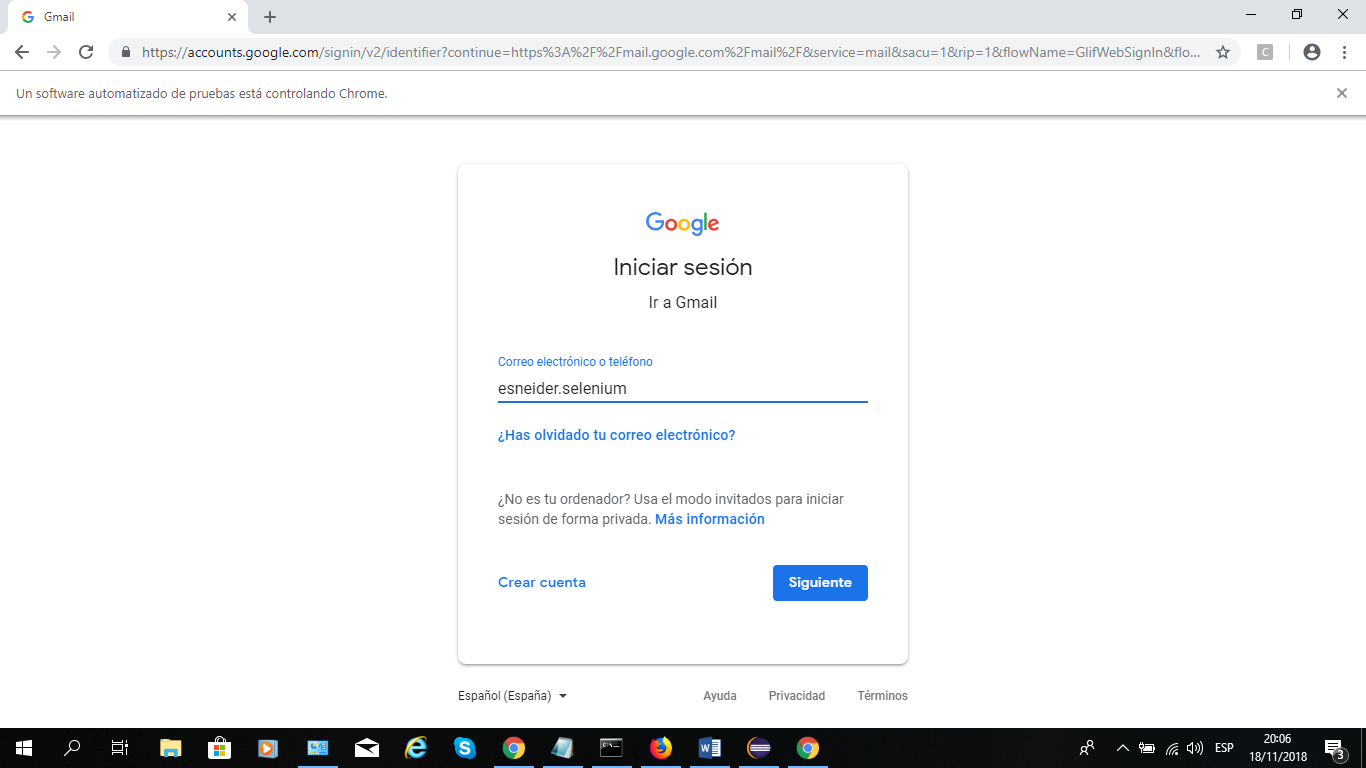 Gmail
https://accounts.google.com/signin/v2/identifier?continue=https%3A%2F%2Fmail.google.com%2Fmail%2F&service=mail&sacu=1&rip=1&flowName=GlifWebSignIn&flo...
C
Un software automatizado de pruebas está controlando Chrome.
Google
Iniciar sesión
Ir a Gmail
Correo electrónico o teléfono
esneider.selenium
¿Has olvidado tu correo electrónico?
¿No es tu ordenador? Usa el modo invitados para iniciar
sesión de forma privada. Más información
Crear cuenta
Siguiente
Español (España)
Ayuda Privacidad Términos
ESP
20:06
18/11/2018
3